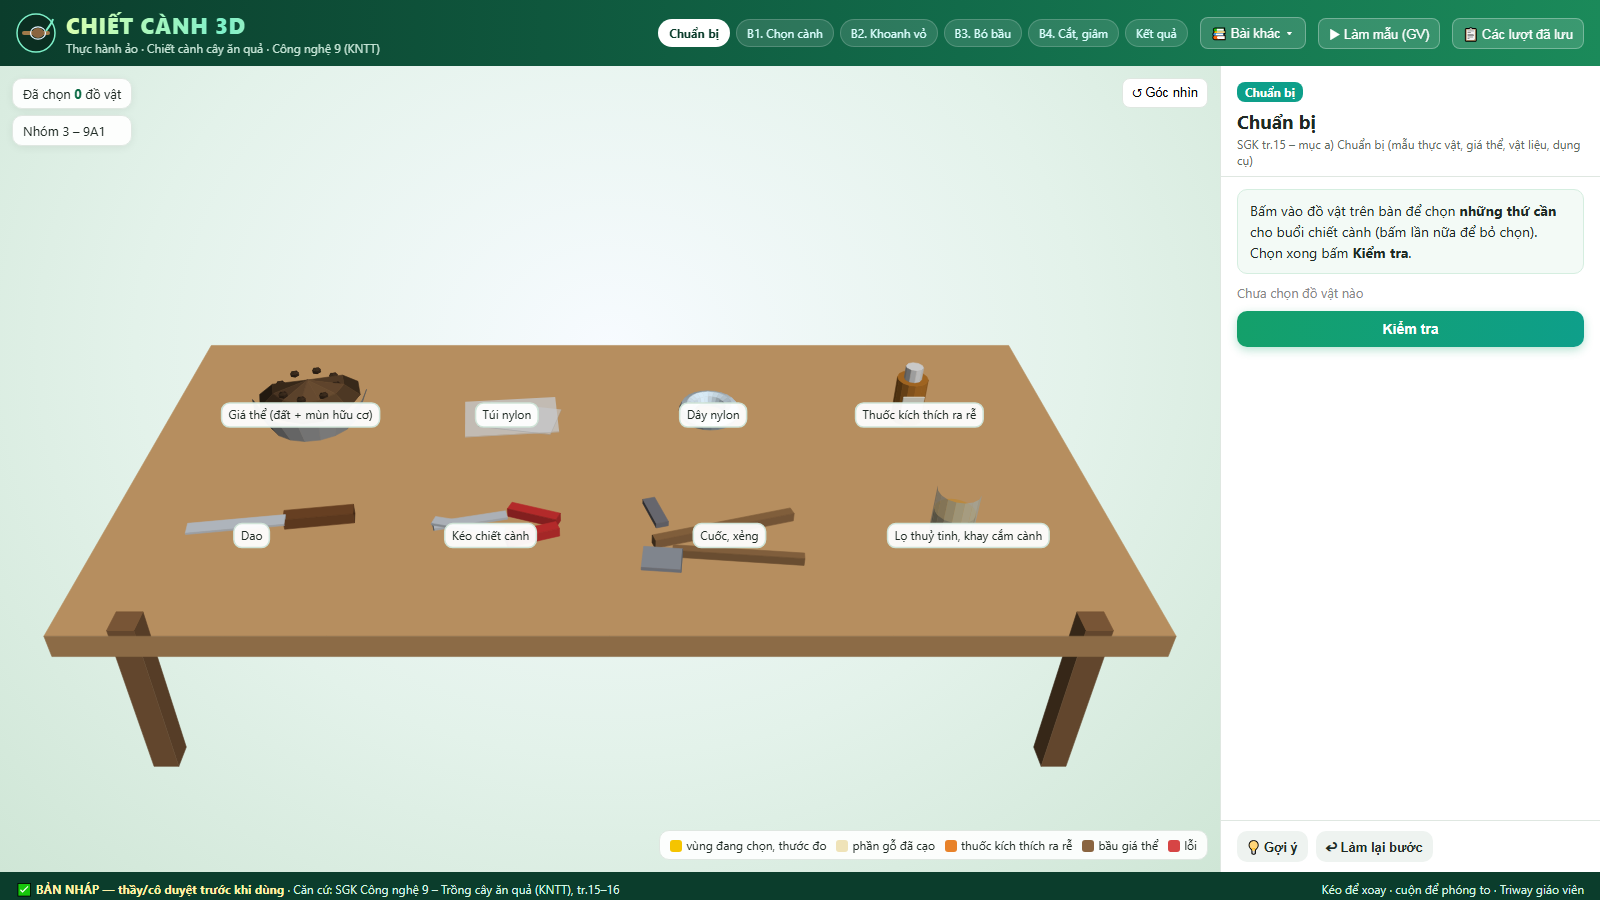 CHIẾT CÀNH 3D
Thực hành ảo · Chiết cành cây ăn quả · Công nghệ 9 (KNTT)
Chuẩn bị
B1. Chọn cành
B2. Khoanh vỏ
B3. Bó bầu
B4. Cắt, giâm
Kết quả
Bài khác
Làm mẫu (GV)
Các lượt đã lưu
Đã chọn 0 đồ vật
Nhóm 3 – 9A1
Góc nhìn
Giá thể (đất + mùn hữu cơ)
Túi nylon
Dây nylon
Thuốc kích thích ra rễ
Dao
Kéo chiết cành
Cuốc, xẻng
Lọ thuỷ tinh, khay cắm cành
vùng đang chọn, thước đo
phần gỗ đã cạo
thuốc kích thích ra rễ
bầu giá thể
lỗi
Chuẩn bị
Chuẩn bị
SGK tr.15 – mục a) Chuẩn bị (mẫu thực vật, giá thể, vật liệu, dụng
cụ)
Bấm vào đồ vật trên bàn để chọn những thứ cần
cho buổi chiết cành (bấm lần nữa để bỏ chọn).
Chọn xong bấm Kiểm tra.
Chưa chọn đồ vật nào
Kiểm tra
Gợi ý
Làm lại bước
BẢN NHÁP — thầy/cô duyệt trước khi dùng · Căn cứ: SGK Công nghệ 9 – Trồng cây ăn quả (KNTT), tr.15–16
Kéo để xoay · cuộn để phóng to · Triway giáo viên